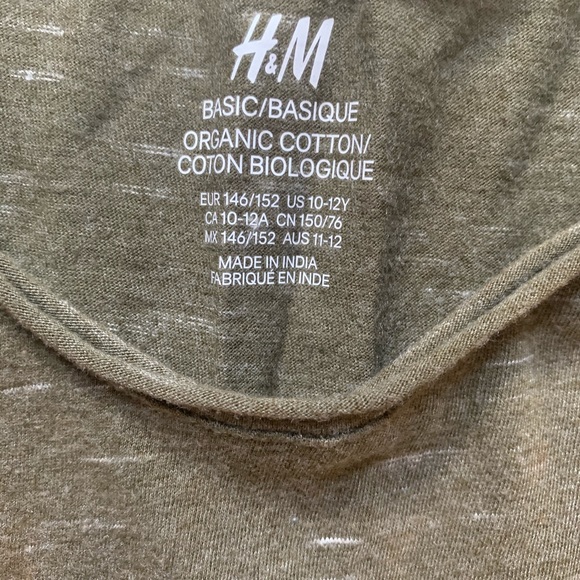 H&M
BASIC/BASIQUE
ORGANIC COTTON/
COTON BIOLOGIQUE
EUR 146/152 US 10-12Y
CA 10-12A CN 150/76
MX 146/152 AUS 11-12
MADE IN INDIA
FABRIQUÉ EN INDE